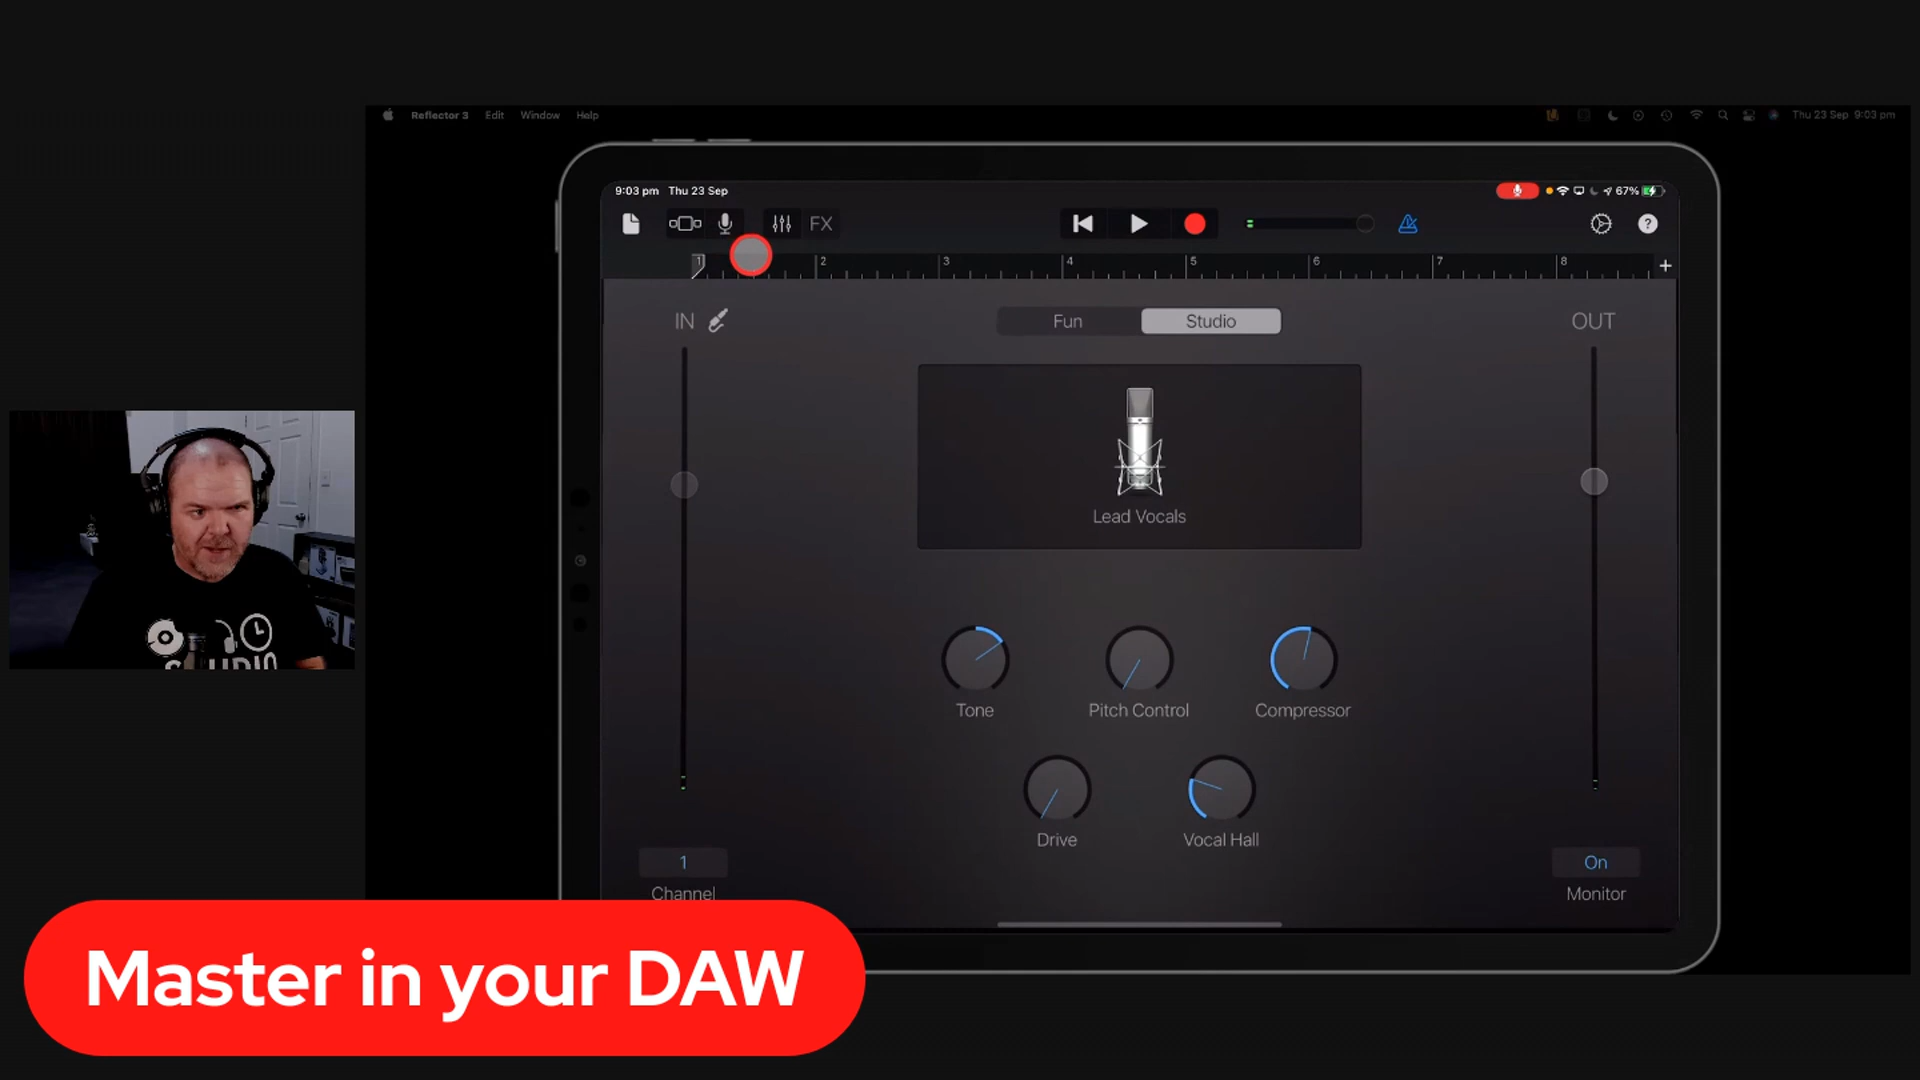 Reflector 3 Edit Window Help
Thu 23 Sep 9:03 pm
9:03 pm Thu 23 Sep
67%
FX
?
1 2 3 4 5 6 7 8 +
IN
Fun
Studio
OUT
Lead Vocals
Tone
Pitch Control
Compressor
Drive
Vocal Hall
1
Channel
On
Monitor
STUDIO
Master in your DAW